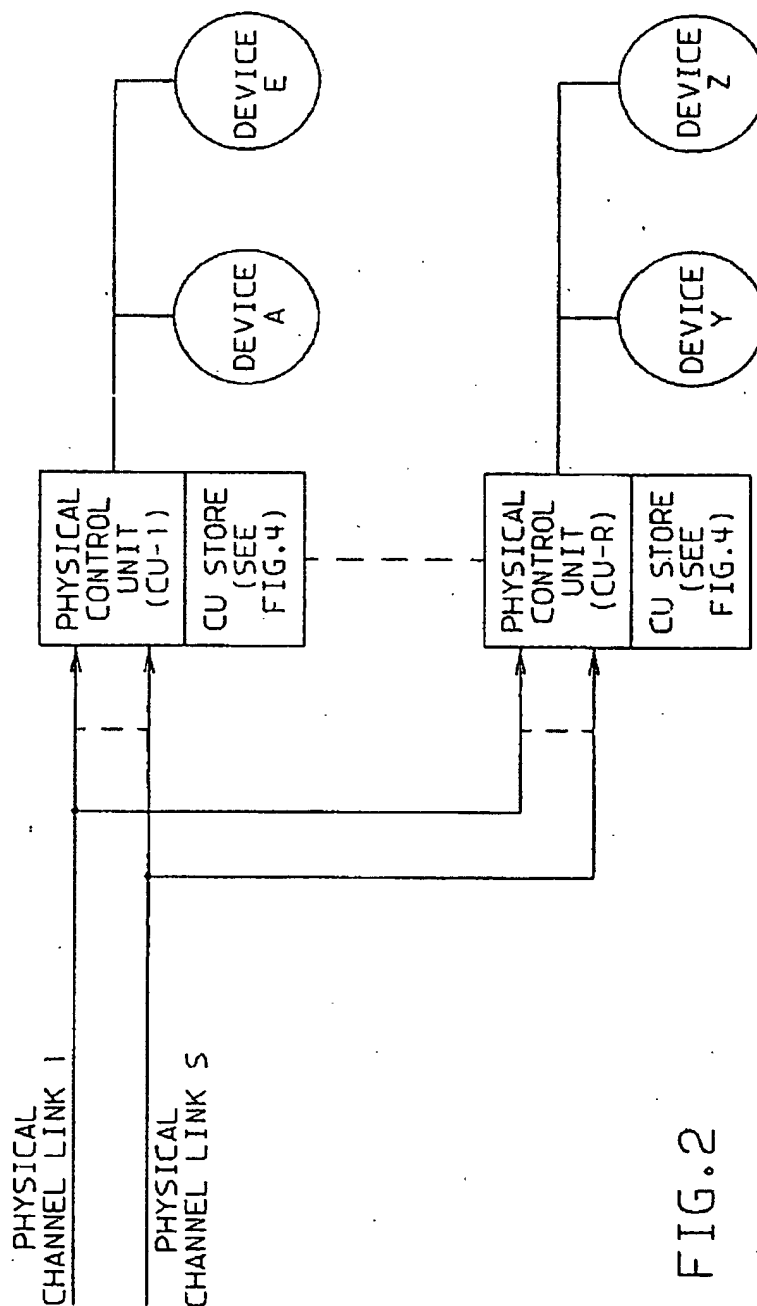 PHYSICAL
CHANNEL LINK 1
PHYSICAL
CHANNEL LINK S
PHYSICAL
CONTROL
UNIT
(CU-1)
CU STORE
(SEE
FIG.4)
DEVICE
A
DEVICE
E
PHYSICAL
CONTROL
UNIT
(CU-R)
CU STORE
(SEE
FIG.4)
DEVICE
Y
DEVICE
Z
FIG.2